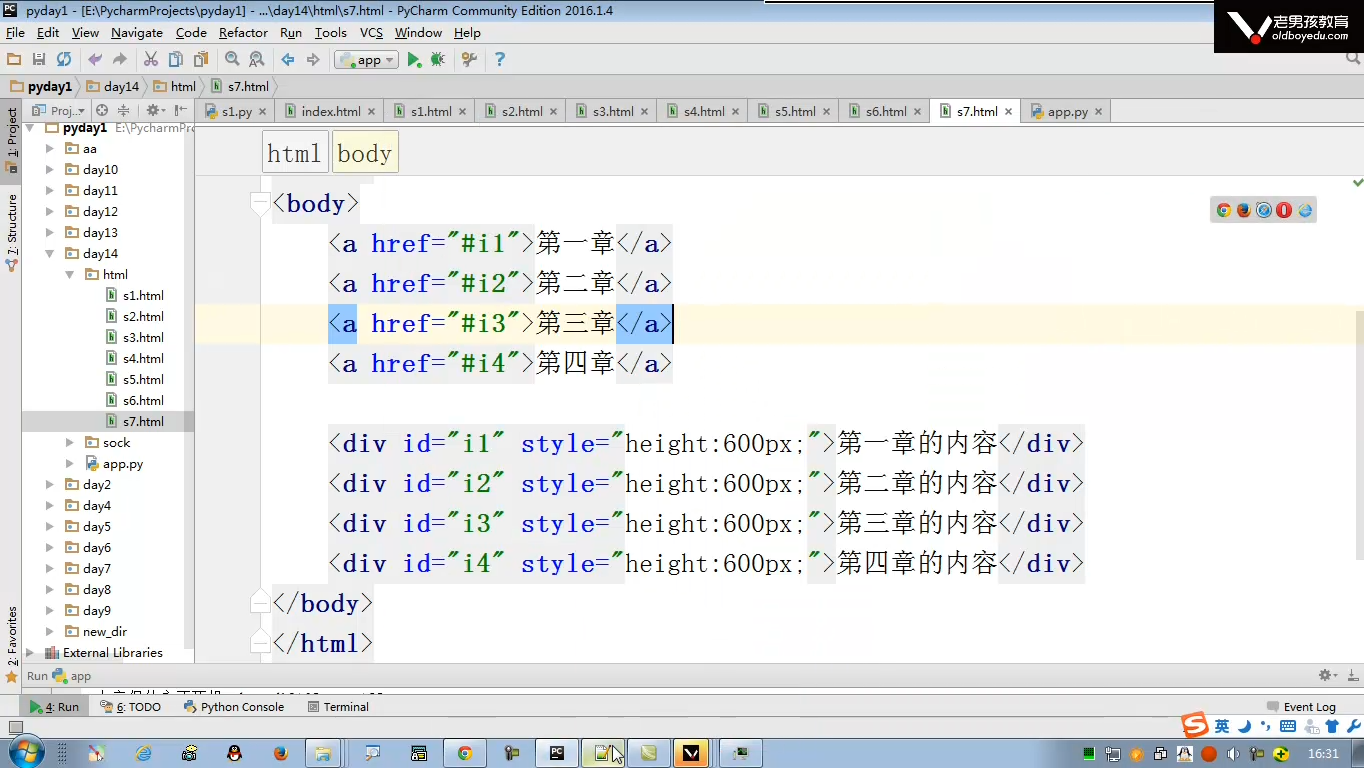 pyday1 - [E:\PycharmProjects\pyday1] - ...\day14\html\s7.html - PyCharm Community Edition 2016.1.4
老男孩教育
oldboyedu.com
File Edit View Navigate Code Refactor Run Tools VCS Window Help
app
pyday1 day14 html s7.html
1: Project
7: Structure
2: Favorites
Proj...
s1.py index.html s1.html s2.html s3.html s4.html s5.html s6.html s7.html app.py
pyday1 E:\PycharmPro
aa
day10
day11
day12
day13
day14
html
s1.html
s2.html
s3.html
s4.html
s5.html
s6.html
s7.html
sock
app.py
day2
day4
day5
day6
day7
day8
day9
new_dir
External Libraries
html body
<body>
<a href="#i1">第一章</a>
<a href="#i2">第二章</a>
<a href="#i3">第三章</a>
<a href="#i4">第四章</a>
<div id="i1" style="height:600px;">第一章的内容</div>
<div id="i2" style="height:600px;">第二章的内容</div>
<div id="i3" style="height:600px;">第三章的内容</div>
<div id="i4" style="height:600px;">第四章的内容</div>
</body>
</html>
Run app
4: Run 6: TODO Python Console Terminal Event Log
英
16:31